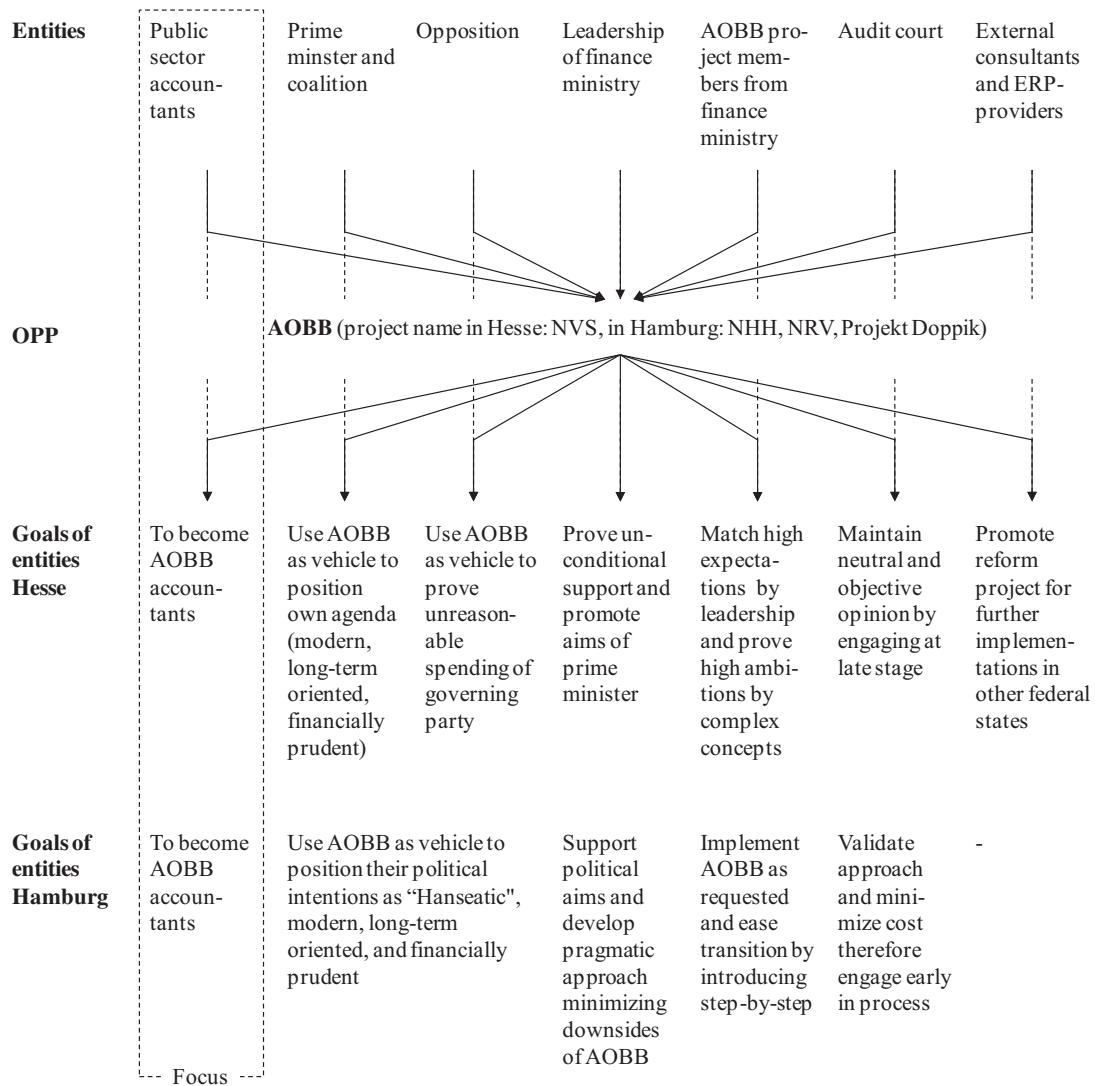 Entities
Public
sector
accoun-
tants
Prime
minster and
coalition
Opposition
Leadership
of finance
ministry
AOBB pro-
ject mem-
bers from
finance
ministry
Audit court
External
consultants
and ERP-
providers
OPP
AOBB (project name in Hesse: NVS, in Hamburg: NHH, NRV, Projekt Doppik)
Goals of
entities
Hesse
To become
AOBB
accoun-
tants
Use AOBB
as vehicle to
position
own agenda
(modern,
long-term
oriented,
financially
prudent)
Use AOBB
as vehicle to
prove
unreason-
able
spending of
governing
party
Prove un-
conditional
support and
promote
aims of
prime
minister
Match high
expecta-
tions by
leadership
and prove
high ambi-
tions by
complex
concepts
Maintain
neutral and
objective
opinion by
engaging at
late stage
Promote
reform
project for
further
implemen-
tations in
other federal
states
Goals of
entities
Hamburg
To become
AOBB
accoun-
tants
Use AOBB as vehicle to
position their political
intentions as “Hanseatic",
modern, long-term
oriented, and financially
prudent
Support
political
aims and
develop
pragmatic
approach
minimizing
downsides
of AOBB
Implement
AOBB as
requested
and ease
transition by
introducing
step-by-step
Validate
approach
and mini-
mize cost
therefore
engage early
in process
-
Focus